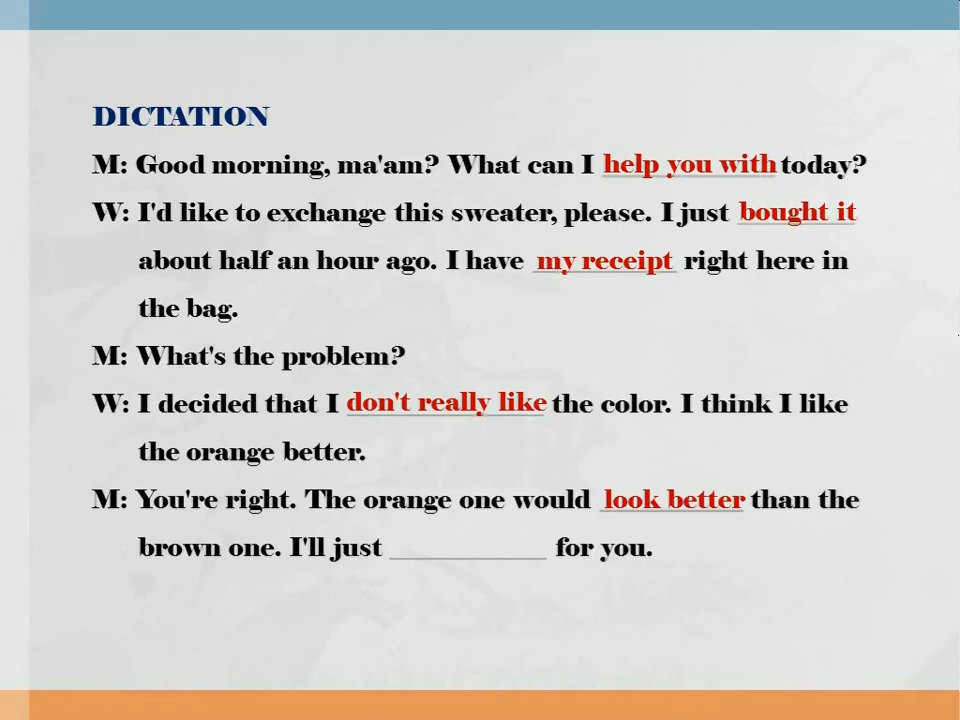 DICTATION
M: Good morning, ma'am? What can I help you with today?
W: I'd like to exchange this sweater, please. I just bought it
about half an hour ago. I have my receipt right here in
the bag.
M: What's the problem?
W: I decided that I don't really like the color. I think I like
the orange better.
M: You're right. The orange one would look better than the
brown one. I'll just ____________ for you.